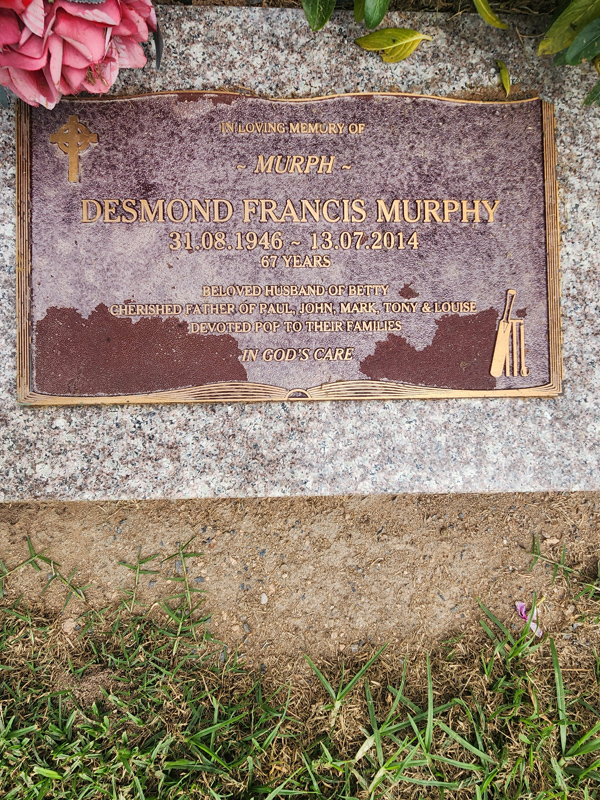 IN LOVING MEMORY OF
~ MURPH ~
DESMOND FRANCIS MURPHY
31.08.1946 ~ 13.07.2014
67 YEARS
BELOVED HUSBAND OF BETTY
CHERISHED FATHER OF PAUL, JOHN, MARK, TONY & LOUISE
DEVOTED POP TO THEIR FAMILIES
IN GOD'S CARE